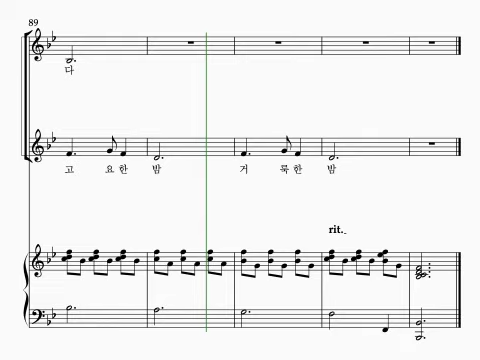 89
다
고 요 한 밤 거 룩 한 밤
rit._